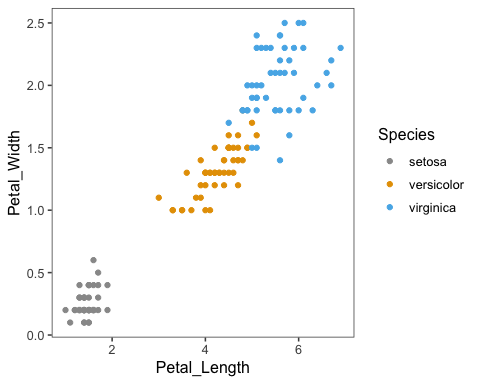 2.5
2.0
1.5
1.0
0.5
0.0
Petal_Width
2 4 6
Petal_Length
Species
setosa
versicolor
virginica